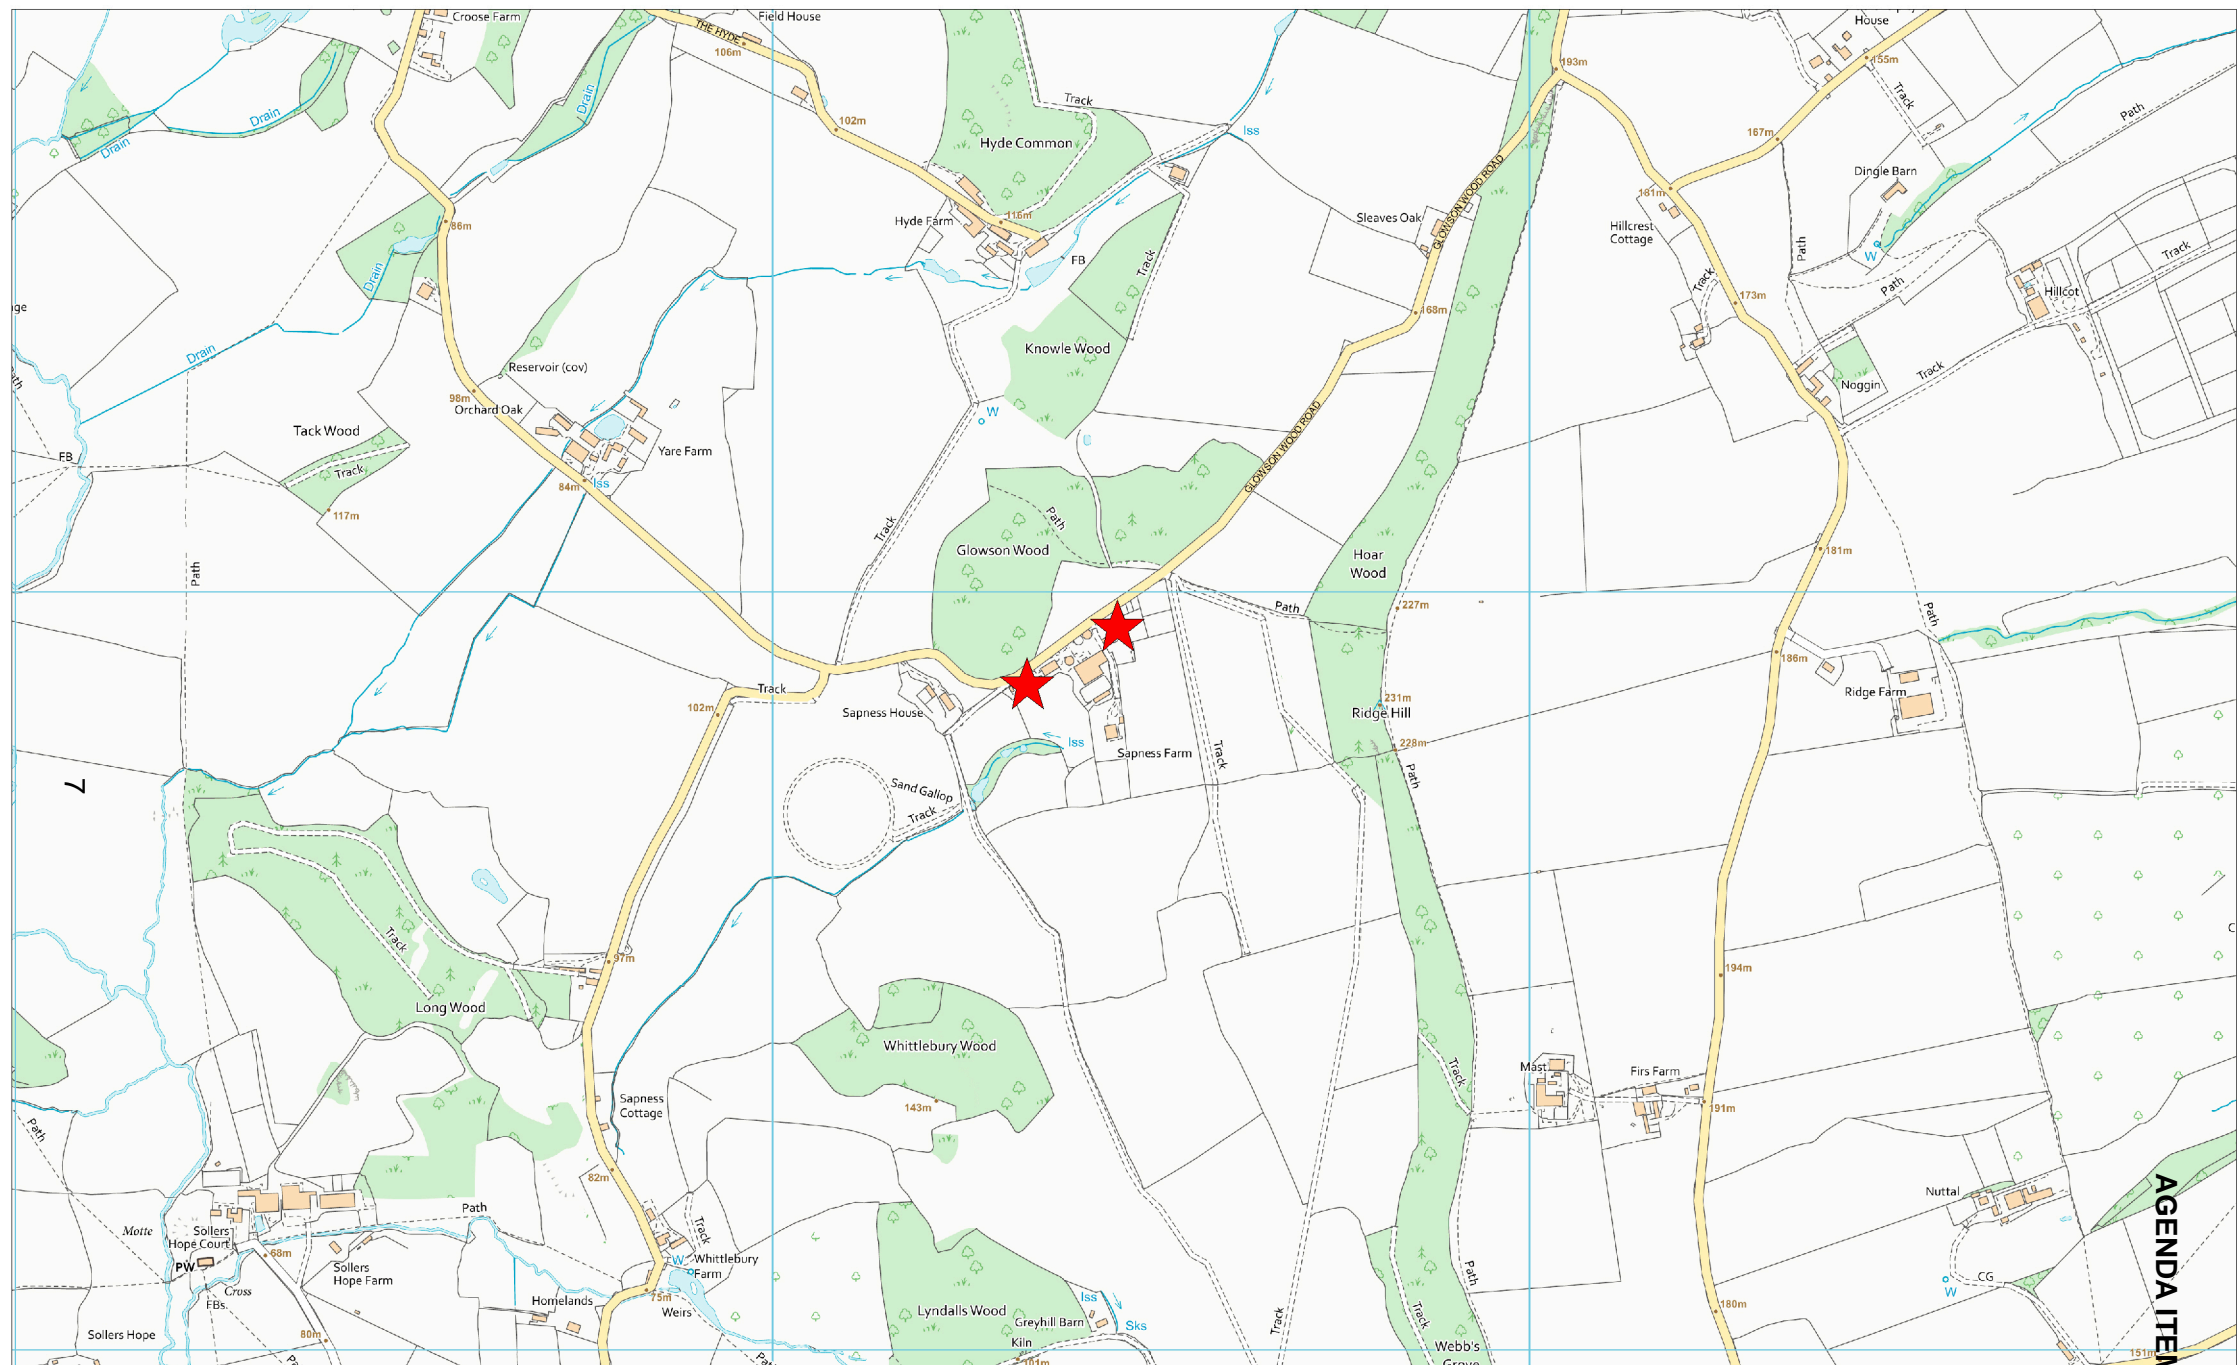 Croose Farm
Field House
THE HYDE
106m
House
193m
155m
Track
Track
Drain
Drain
Drain
102m
Hyde Common
Iss
167m
Path
Dingle Barn
181m
Hyde Farm
116m
Sleaves Oak
GLOWSON WOOD ROAD
Hillcrest
Cottage
86m
Drain
FB
Track
Path
W
Track
Track
Path
Hillcot
173m
168m
Drain
Knowle Wood
Reservoir (cov)
98m
Orchard Oak
W
Noggin
Track
Tack Wood
Track
FB
Yare Farm
84m
Iss
GLOWSON WOOD ROAD
117m
Track
Path
Glowson Wood
Hoar
Wood
181m
Path
Path
227m
Path
186m
Track
102m
Sapness House
231m
Ridge Hill
Ridge Farm
Iss
Sapness Farm
Track
228m
Path
7
Sand Gallop
Track
Track
97m
194m
Long Wood
Whittlebury Wood
Mast
Firs Farm
Track
143m
Sapness
Cottage
191m
Path
82m
AGENDA ITEM
Nuttal
Path
Track
Motte
Sollers
Hope Court
68m
PW
Cross
FBs
Sollers
Hope Farm
W
Whittlebury
Farm
75m
Weirs
Homelands
CG
W
Path
Iss
Sks
Lyndalls Wood
Greyhill Barn
Kiln
101m
Track
Track
Webb's
Grove
180m
Sollers Hope
80m
151m